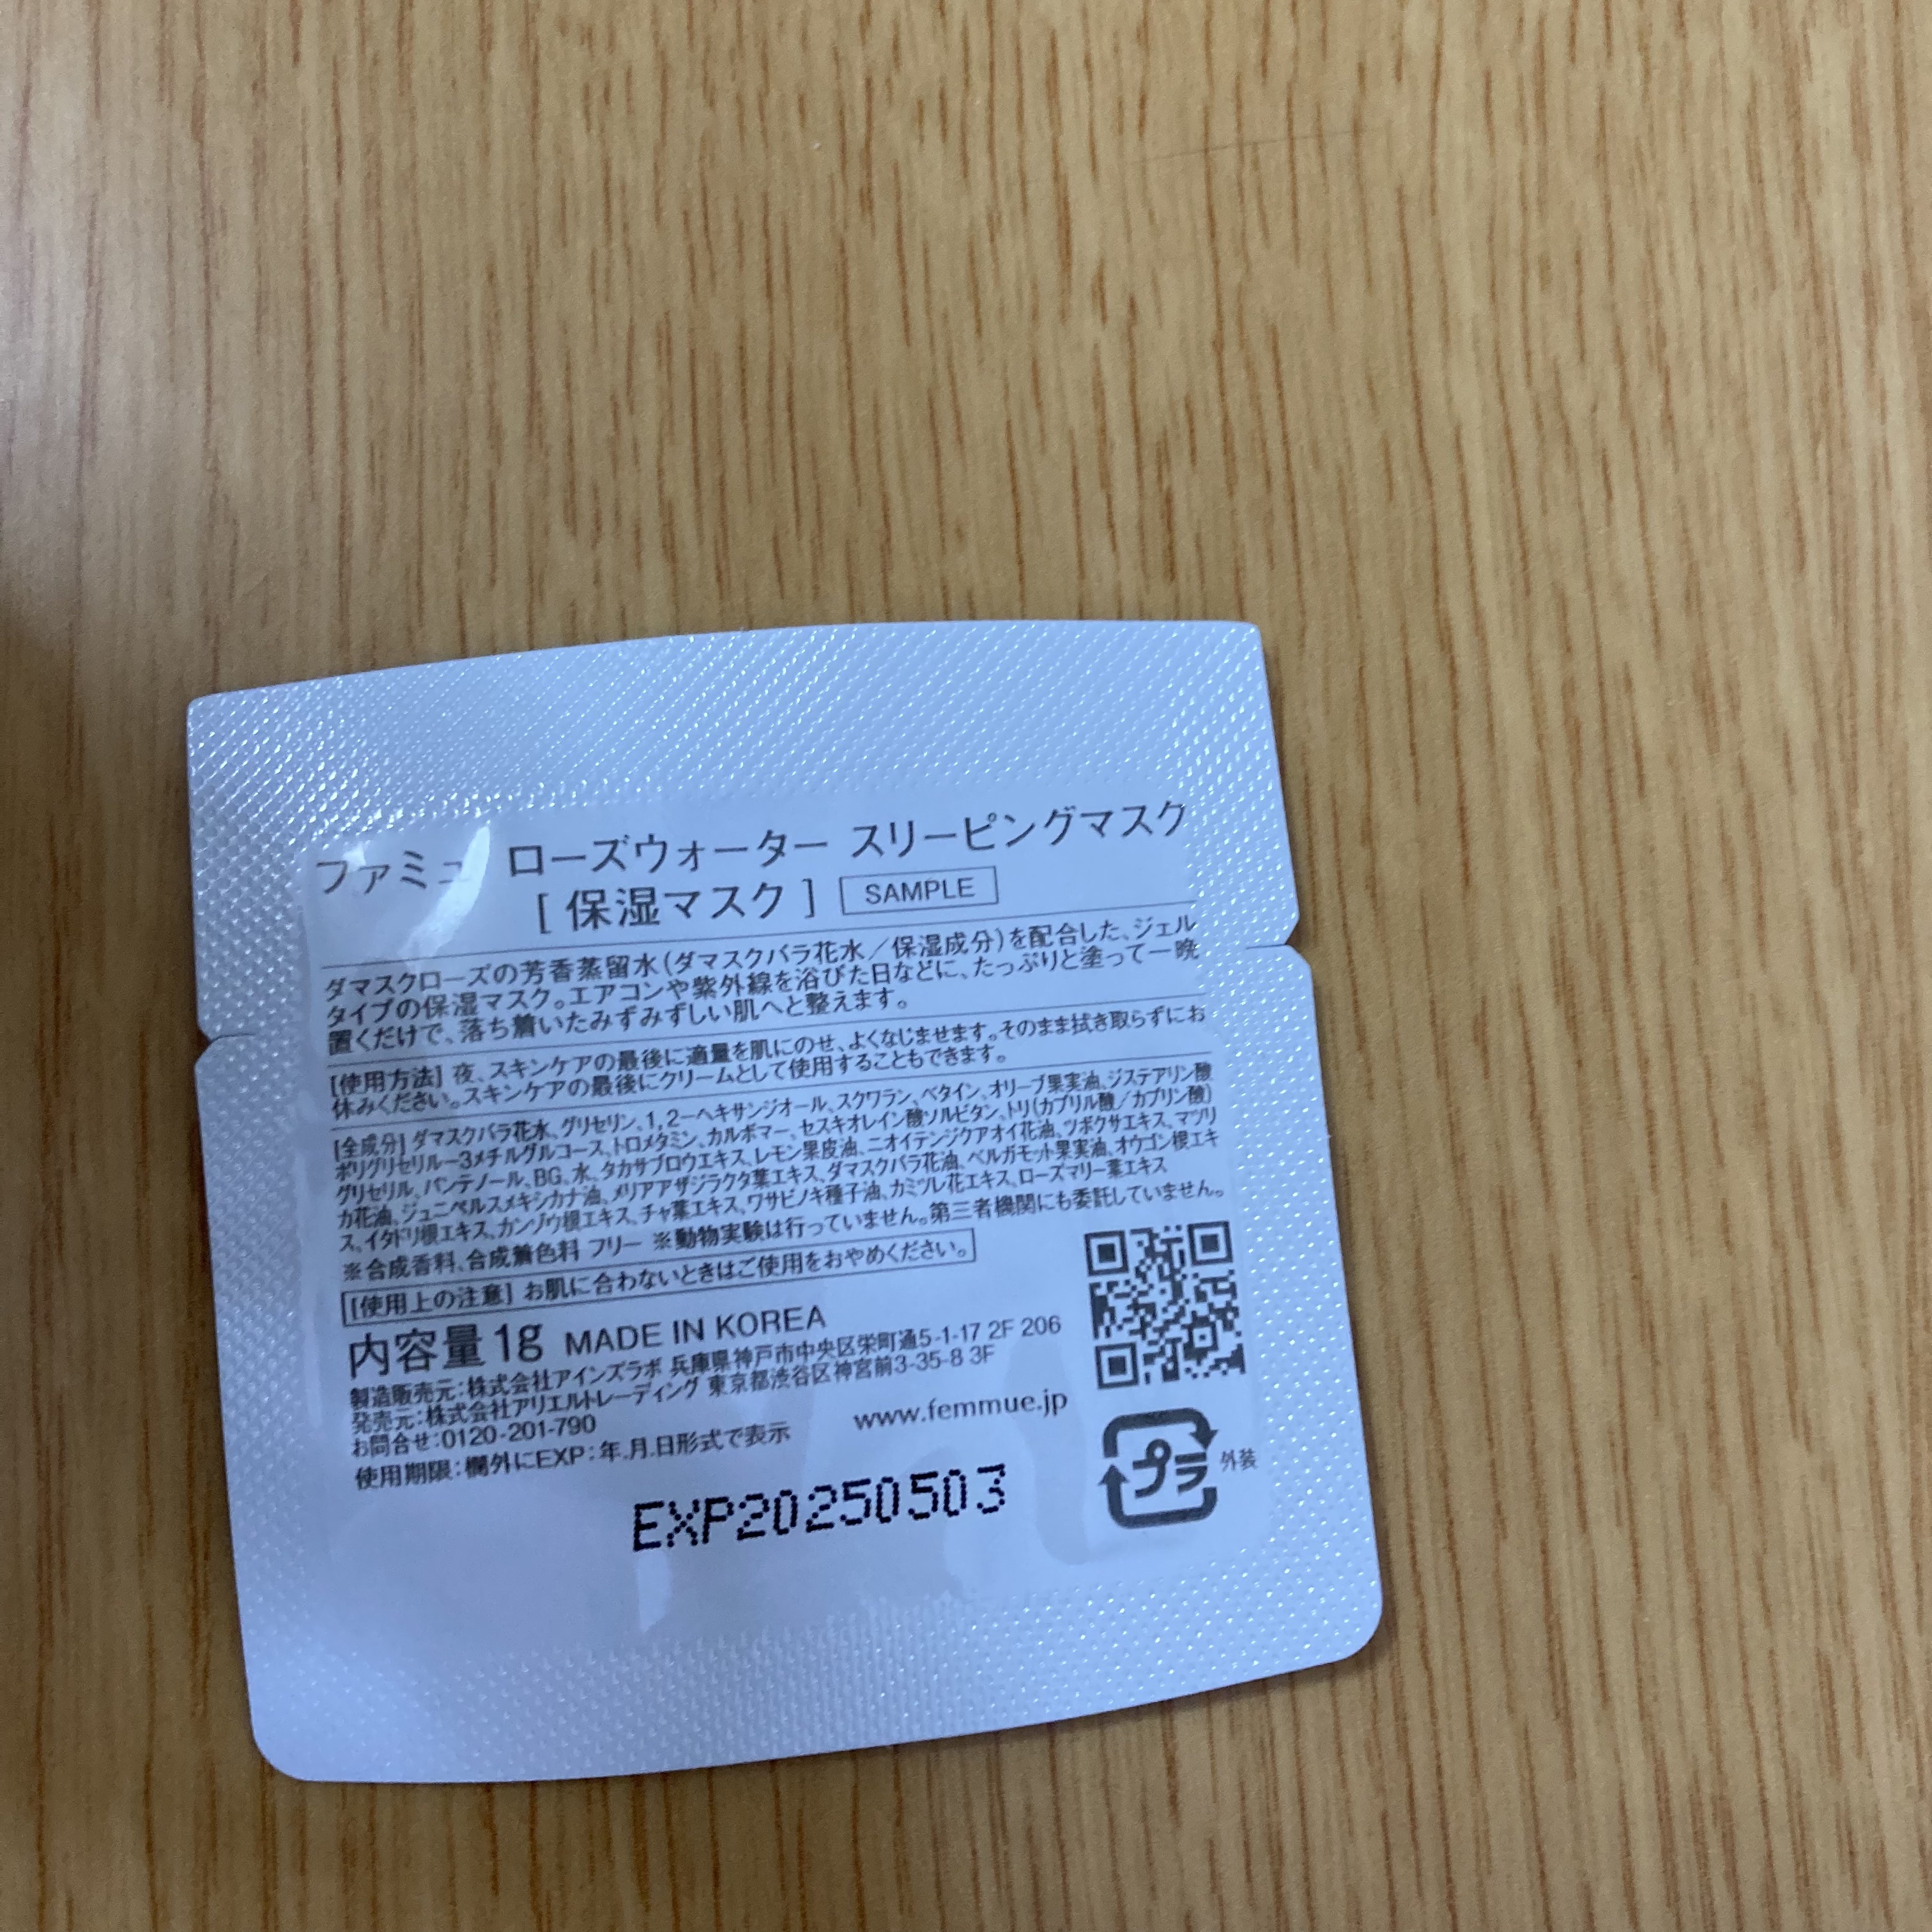 ファミュ ローズウォーター スリーピングマスク
[ 保湿マスク ] SAMPLE
ダマスクローズの芳香蒸留水(ダマスクバラ花水／保湿成分)を配合した、ジェル
タイプの保湿マスク。エアコンや紫外線を浴びた日などに、たっぷりと塗って一晩
置くだけで、落ち着いたみずみずしい肌へと整えます。
[使用方法] 夜、スキンケアの最後に適量を肌にのせ、よくなじませます。そのまま拭き取らずにお
休みください。スキンケアの最後にクリームとして使用することもできます。
[全成分] ダマスクバラ花水、グリセリン、1,2-ヘキサンジオール、スクワラン、ベタイン、オリーブ果実油、ジステアリン酸
ポリグリセリル-3メチルグルコース、トロメタミン、カルボマー、セスキオレイン酸ソルビタン、トリ(カプリル酸／カプリン酸)
グリセリル、パンテノール、BG、水、タカサブロウエキス、レモン果皮油、ニオイテンジクアオイ花油、ツボクサエキス、マツリ
カ花油、ジュニペルスメキシカナ油、メリアアザジラクタ葉エキス、ダマスクバラ花油、ベルガモット果実油、オウゴン根エキ
ス、イタドリ根エキス、カンゾウ根エキス、チャ葉エキス、ワサビノキ種子油、カミツレ花エキス、ローズマリー葉エキス
※合成香料、合成着色料 フリー ※動物実験は行っていません。第三者機関にも委託していません。
[使用上の注意] お肌に合わないときはご使用をおやめください。
内容量1g MADE IN KOREA
製造販売元：株式会社アインズラボ 兵庫県神戸市中央区栄町通5-1-17 2F 206
発売元：株式会社アリエルトレーディング 東京都渋谷区神宮前3-35-8 3F
お問合せ：0120-201-790
www.femmue.jp
使用期限：欄外にEXP：年.月.日形式で表示
プラ 外装
EXP20250503